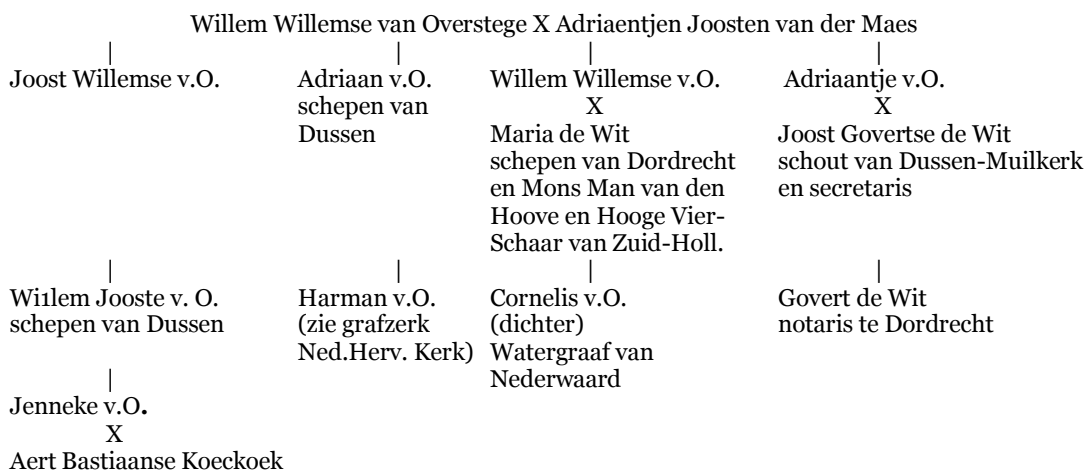 Willem Willemse van Overstege X Adriaentjen Joosten van der Maes
| | | |
Joost Willemse v.O. Adriaan v.O. Willem Willemse v.O. Adriaantje v.O.
schepen van X X
Dussen Maria de Wit Joost Govertse de Wit
schepen van Dordrecht schout van Dussen-Muilkerk
en Mons Man van den en secretaris
Hoove en Hooge Vier-
Schaar van Zuid-Holl.
| | | |
Wi1lem Jooste v. O. Harman v.O. Cornelis v.O. Govert de Wit
schepen van Dussen (zie grafzerk (dichter) notaris te Dordrecht
Ned.Herv. Kerk) Watergraaf van
| Nederwaard
Jenneke v.O.
X
Aert Bastiaanse Koeckoek